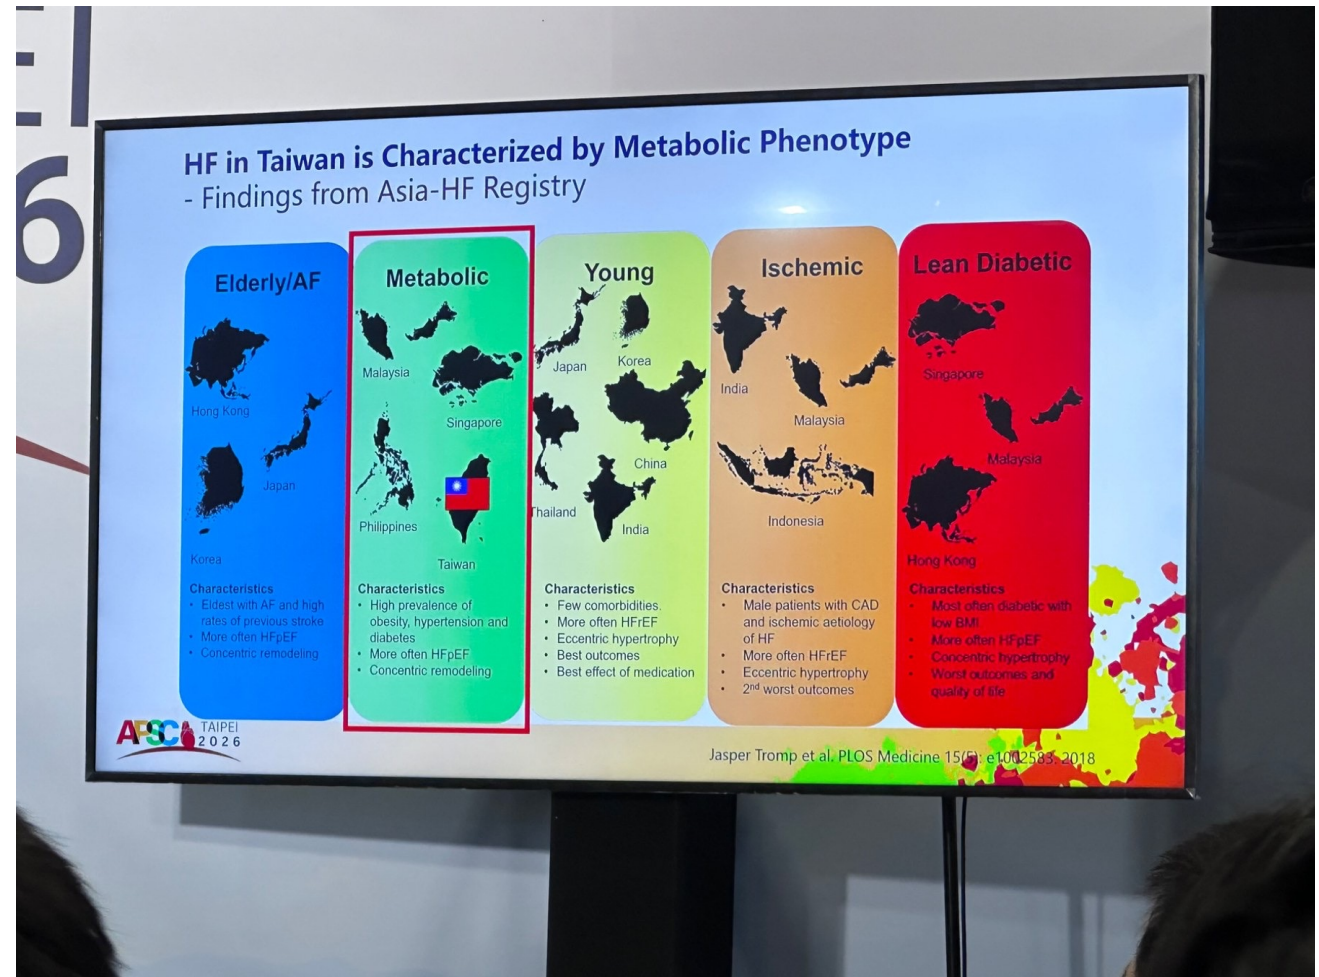 EI
6
HF in Taiwan is Characterized by Metabolic Phenotype
- Findings from Asia-HF Registry
Elderly/AF
Hong Kong
Japan
Korea
Characteristics
• Eldest with AF and high
rates of previous stroke
• More often HFpEF
• Concentric remodeling
Metabolic
Malaysia
Singapore
Philippines
Taiwan
Characteristics
• High prevalence of
obesity, hypertension and
diabetes
• More often HFpEF
• Concentric remodeling
Young
Japan
Korea
China
Thailand
India
Characteristics
• Few comorbidities.
• More often HFrEF
• Eccentric hypertrophy
• Best outcomes
• Best effect of medication
Ischemic
India
Malaysia
Indonesia
Characteristics
• Male patients with CAD
and ischemic aetiology
of HF
• More often HFrEF
• Eccentric hypertrophy
• 2nd worst outcomes
Lean Diabetic
Singapore
Malaysia
Hong Kong
Characteristics
• Most often diabetic with
low BMI
• More often HFpEF
• Concentric hypertrophy
• Worst outcomes and
quality of life
APSC TAIPEI
2026
Jasper Tromp et al. PLOS Medicine 15(5): e1002583. 2018